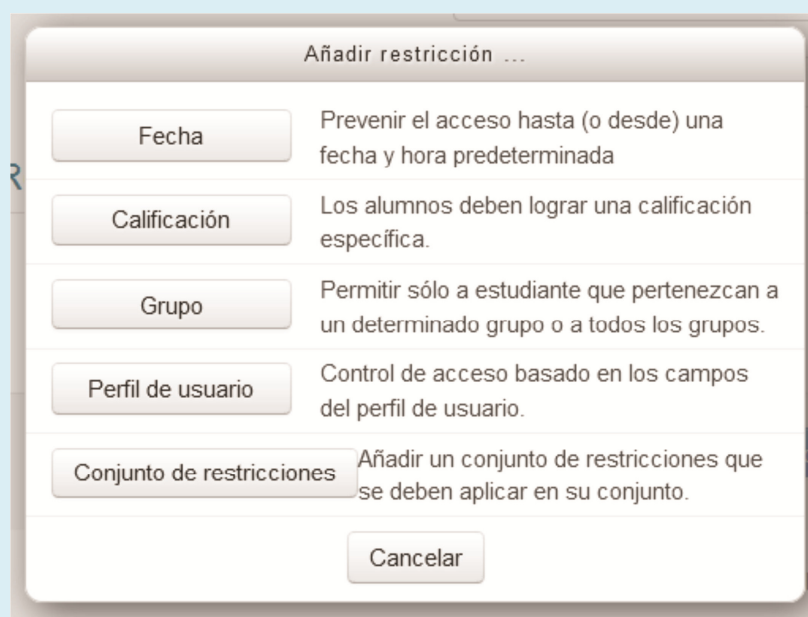 Añadir restricción ...
Fecha
Prevenir el acceso hasta (o desde) una
fecha y hora predeterminada
R
Calificación
Los alumnos deben lograr una calificación
específica.
Grupo
Permitir sólo a estudiante que pertenezcan a
un determinado grupo o a todos los grupos.
Perfil de usuario
Control de acceso basado en los campos
del perfil de usuario.
Conjunto de restricciones
Añadir un conjunto de restricciones que
se deben aplicar en su conjunto.
Cancelar